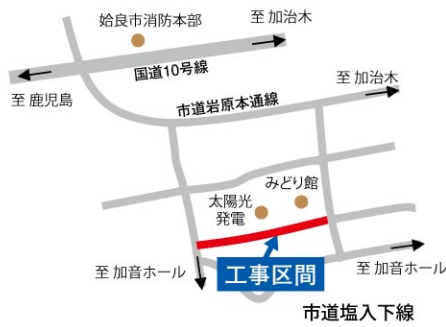 姶良市消防本部
至 加治木
国道10号線
至 鹿児島
至 加治木
市道岩原本通線
みどり館
太陽光
発電
至 加音ホール
工事区間
至 加音ホール
市道塩入下線